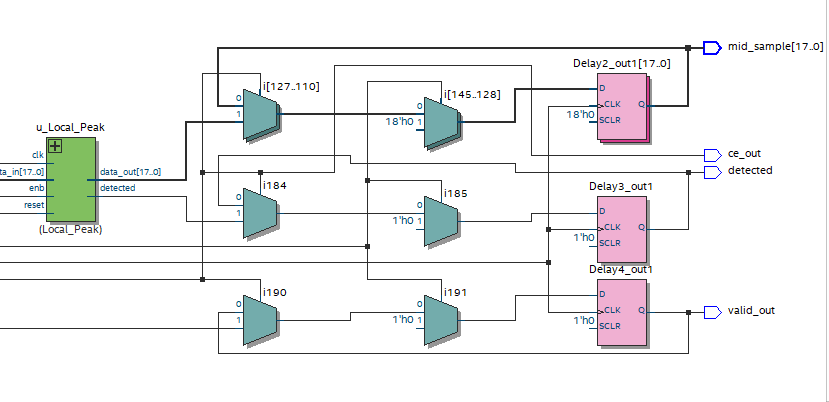 mid_sample[17..0]
Delay2_out1[17..0]
i[127..110]
i[145..128]
0
1
0
18'h0 1
D
CLK
SCLR
Q
18'h0
u_Local_Peak
clk
ta_in[17..0]
enb
reset
data_out[17..0]
detected
(Local_Peak)
ce_out
detected
i184
0
1
i185
0
1'h0 1
Delay3_out1
D
CLK
SCLR
Q
1'h0
i190
0
1
i191
0
1'h0 1
Delay4_out1
D
CLK
SCLR
Q
1'h0
valid_out